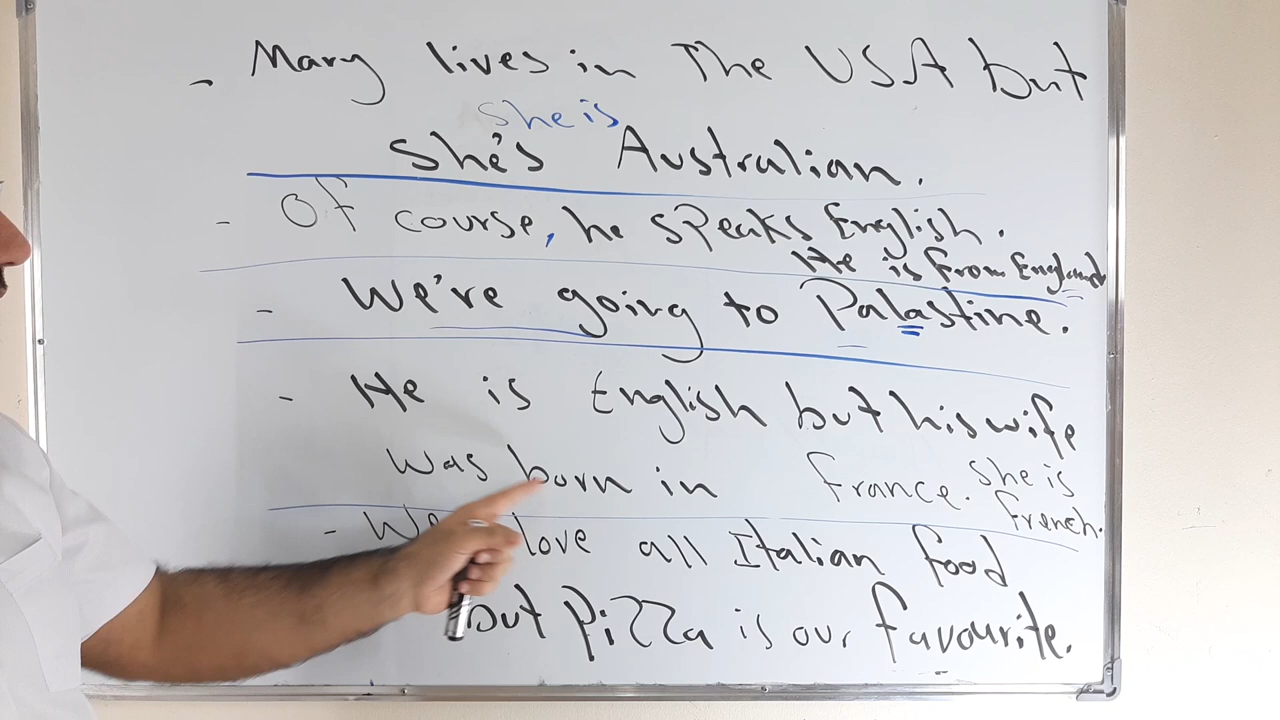 - Mary lives in The USA but
she is
she's Australian.
- Of course, he speaks English.
He is from England
- We're going to Palastine.
- He is English but his wife
was born in France. she is
French.
- We love all Italian food
but pizza is our favourite.